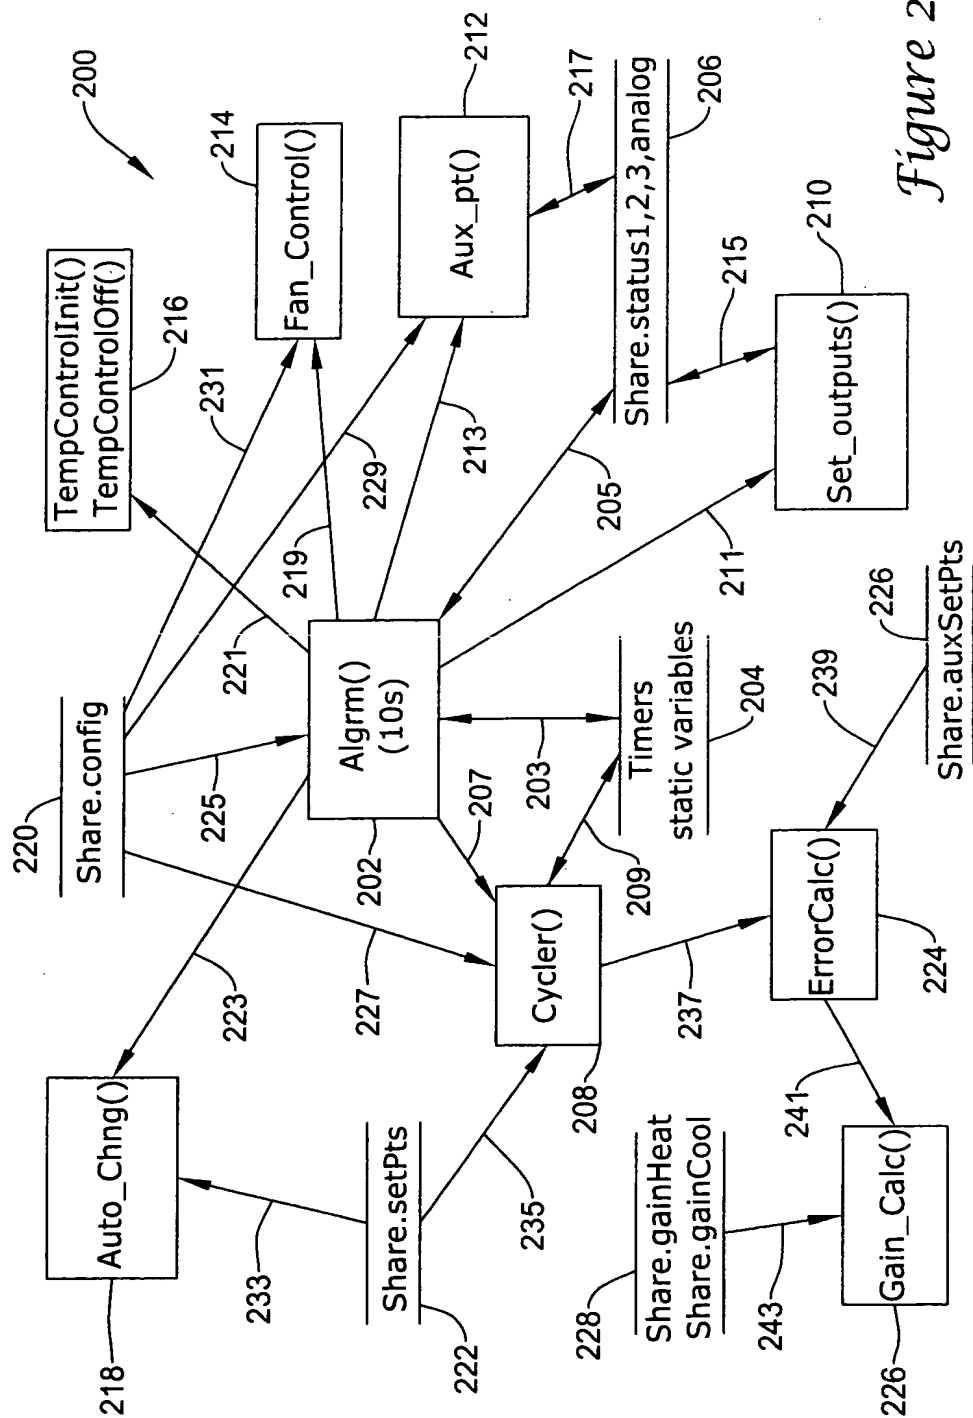 200
220
Share.config
TempControlInit()
TempControlOff()
216
214
Fan_Control()
231
229
219
221
225
223
227
218
Auto_Chng()
233
Share.setPts
222
235
Algrm()
(10s)
202
207
203
213
212
Aux_pt()
217
Share.status1,2,3,analog
206
205
211
215
210
Set_outputs()
Timers
static variables
204
209
Cycler()
208
237
ErrorCalc()
224
239
226
Share.auxSetPts
241
228
Share.gainHeat
Share.gainCool
243
Gain_Calc()
226
Figure 2